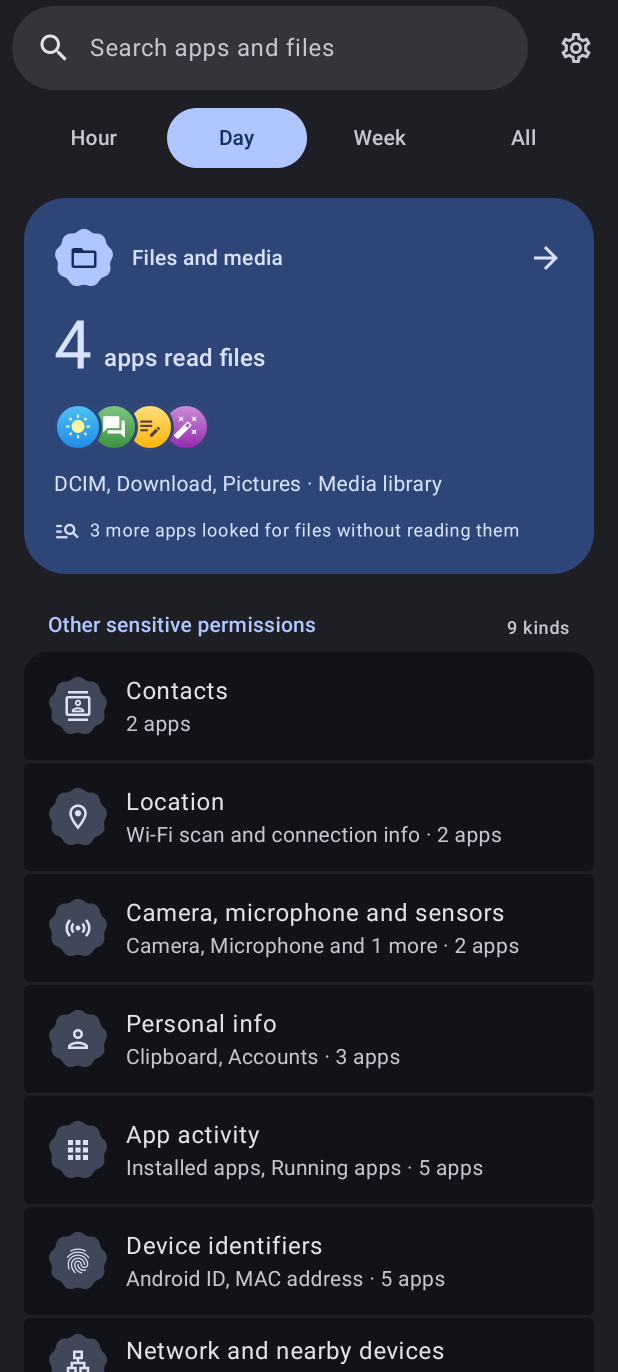 Search apps and files
Hour
Day
Week
All
Files and media
4 apps read files
DCIM, Download, Pictures · Media library
3 more apps looked for files without reading them
Other sensitive permissions
9 kinds
Contacts
2 apps
Location
Wi-Fi scan and connection info · 2 apps
Camera, microphone and sensors
Camera, Microphone and 1 more · 2 apps
Personal info
Clipboard, Accounts · 3 apps
App activity
Installed apps, Running apps · 5 apps
Device identifiers
Android ID, MAC address · 5 apps
Network and nearby devices